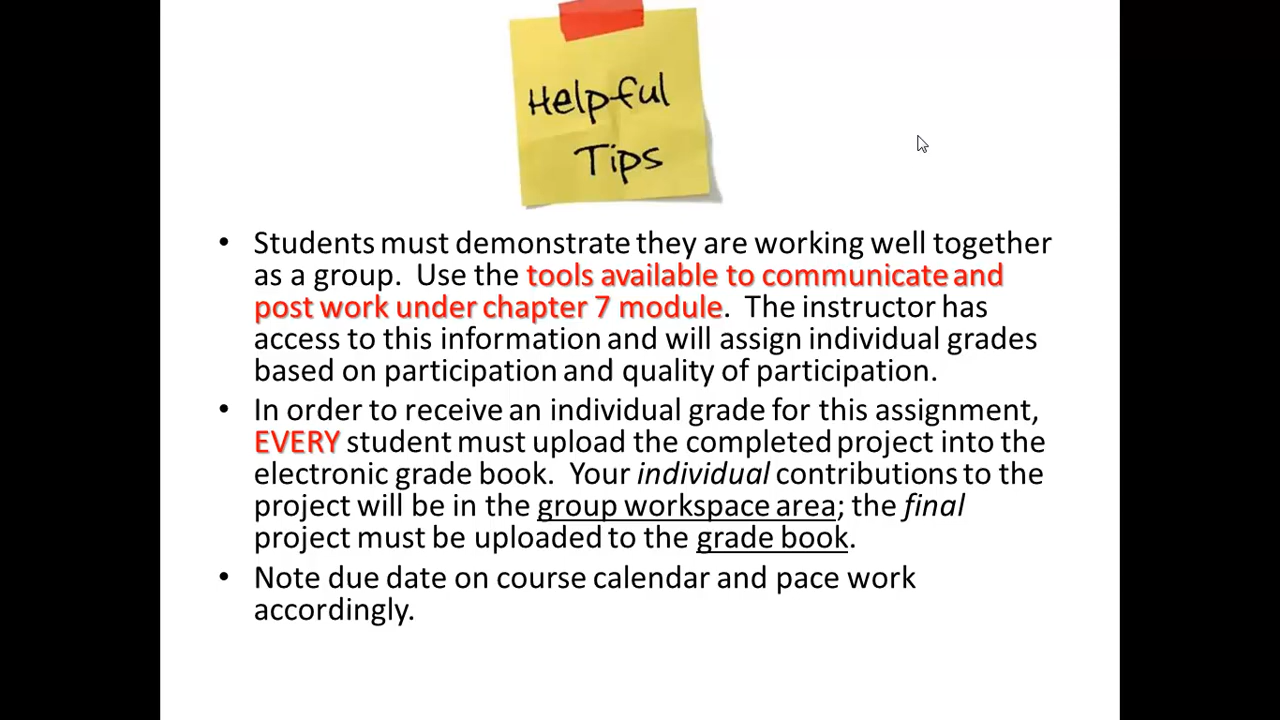 Helpful
Tips
• Students must demonstrate they are working well together
as a group.  Use the tools available to communicate and
post work under chapter 7 module.  The instructor has
access to this information and will assign individual grades
based on participation and quality of participation.
• In order to receive an individual grade for this assignment,
EVERY student must upload the completed project into the
electronic grade book.  Your individual contributions to the
project will be in the group workspace area; the final
project must be uploaded to the grade book.
• Note due date on course calendar and pace work
accordingly.